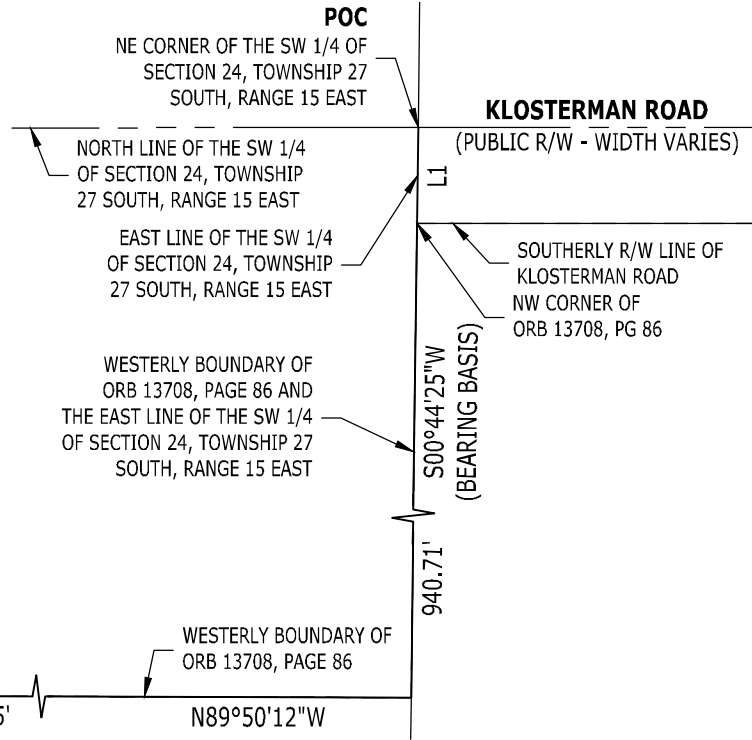 POC
NE CORNER OF THE SW 1/4 OF
SECTION 24, TOWNSHIP 27
SOUTH, RANGE 15 EAST
KLOSTERMAN ROAD
(PUBLIC R/W - WIDTH VARIES)
NORTH LINE OF THE SW 1/4
OF SECTION 24, TOWNSHIP
27 SOUTH, RANGE 15 EAST
L1
EAST LINE OF THE SW 1/4
OF SECTION 24, TOWNSHIP
27 SOUTH, RANGE 15 EAST
SOUTHERLY R/W LINE OF
KLOSTERMAN ROAD
NW CORNER OF
ORB 13708, PG 86
WESTERLY BOUNDARY OF
ORB 13708, PAGE 86 AND
THE EAST LINE OF THE SW 1/4
OF SECTION 24, TOWNSHIP 27
SOUTH, RANGE 15 EAST
S00°44'25"W
(BEARING BASIS)
940.71'
WESTERLY BOUNDARY OF
ORB 13708, PAGE 86
N89°50'12"W